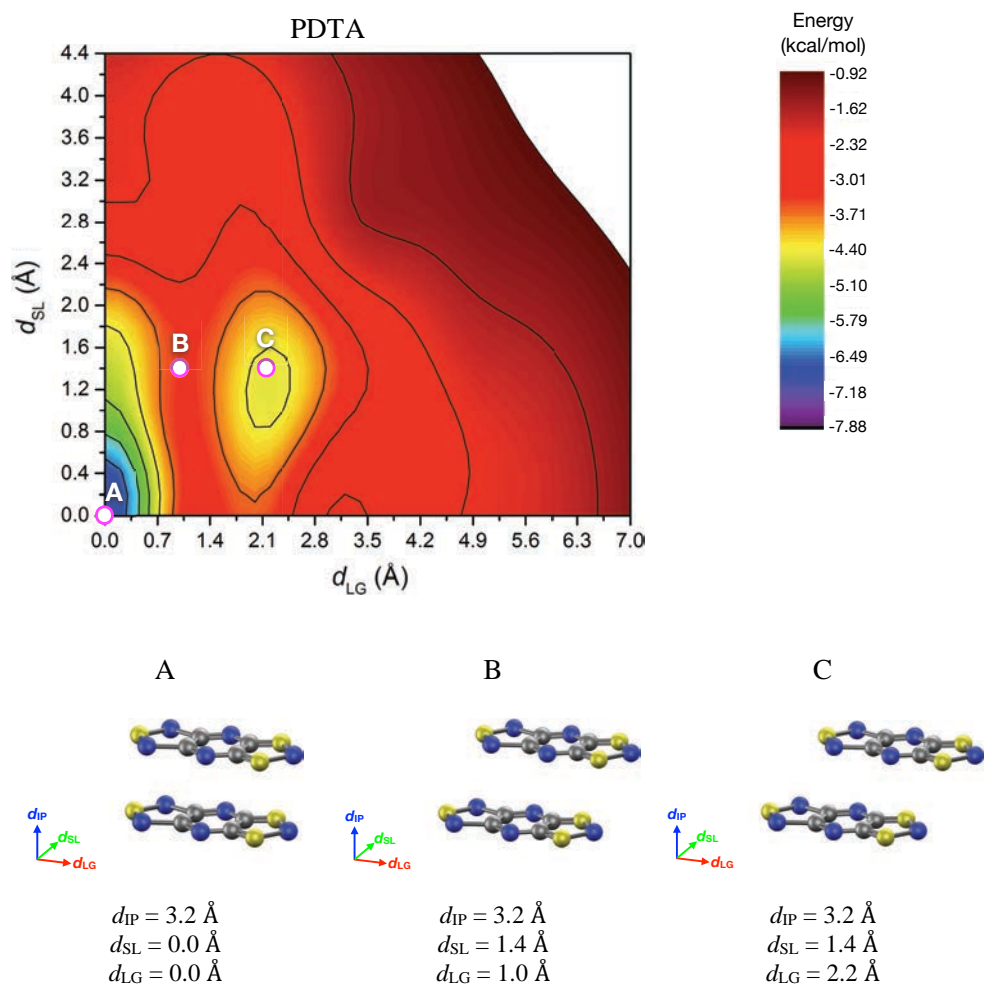 PDTA
Energy
(kcal/mol)
4.4
4.0
3.6
3.2
2.8
2.4
2.0
1.6
1.2
0.8
0.4
0.0
dSL (Å)
B
C
A
0.0 0.7 1.4 2.1 2.8 3.5 4.2 4.9 5.6 6.3 7.0
dLG (Å)
-0.92
-1.62
-2.32
-3.01
-3.71
-4.40
-5.10
-5.79
-6.49
-7.18
-7.88
A B C
dIP dSL dLG
dIP dSL dLG
dIP dSL dLG
dIP = 3.2 Å
dSL = 0.0 Å
dLG = 0.0 Å
dIP = 3.2 Å
dSL = 1.4 Å
dLG = 1.0 Å
dIP = 3.2 Å
dSL = 1.4 Å
dLG = 2.2 Å